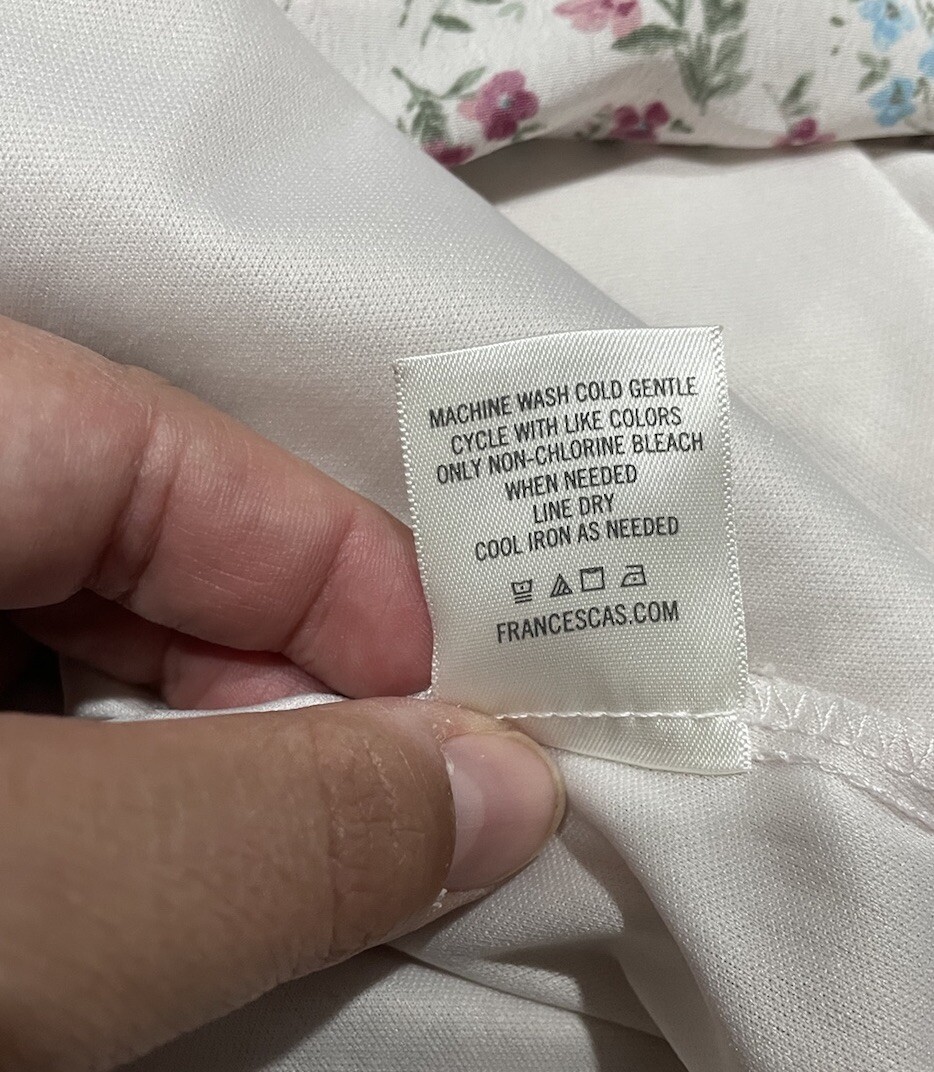 MACHINE WASH COLD GENTLE
CYCLE WITH LIKE COLORS
ONLY NON-CHLORINE BLEACH
WHEN NEEDED
LINE DRY
COOL IRON AS NEEDED
FRANCESCAS.COM